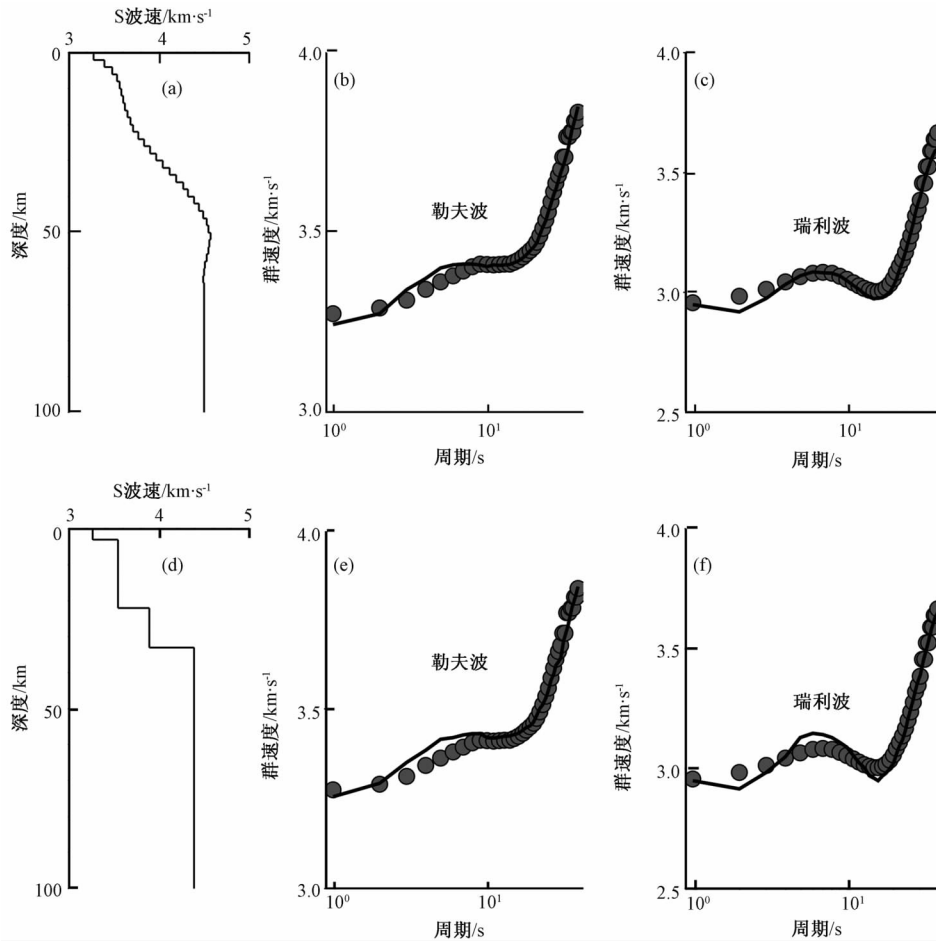 S波速/km·s⁻¹
3 4 5
0
50
100
深度/km
(a)
(b)
4.0
3.5
3.0
群速度/km·s⁻¹
勒夫波
10⁰ 10¹
周期/s
(c)
4.0
3.5
3.0
2.5
群速度/km·s⁻¹
瑞利波
10⁰ 10¹
周期/s
S波速/km·s⁻¹
3 4 5
0
50
100
深度/km
(d)
(e)
4.0
3.5
3.0
群速度/km·s⁻¹
勒夫波
10⁰ 10¹
周期/s
(f)
4.0
3.5
3.0
2.5
群速度/km·s⁻¹
瑞利波
10⁰ 10¹
周期/s